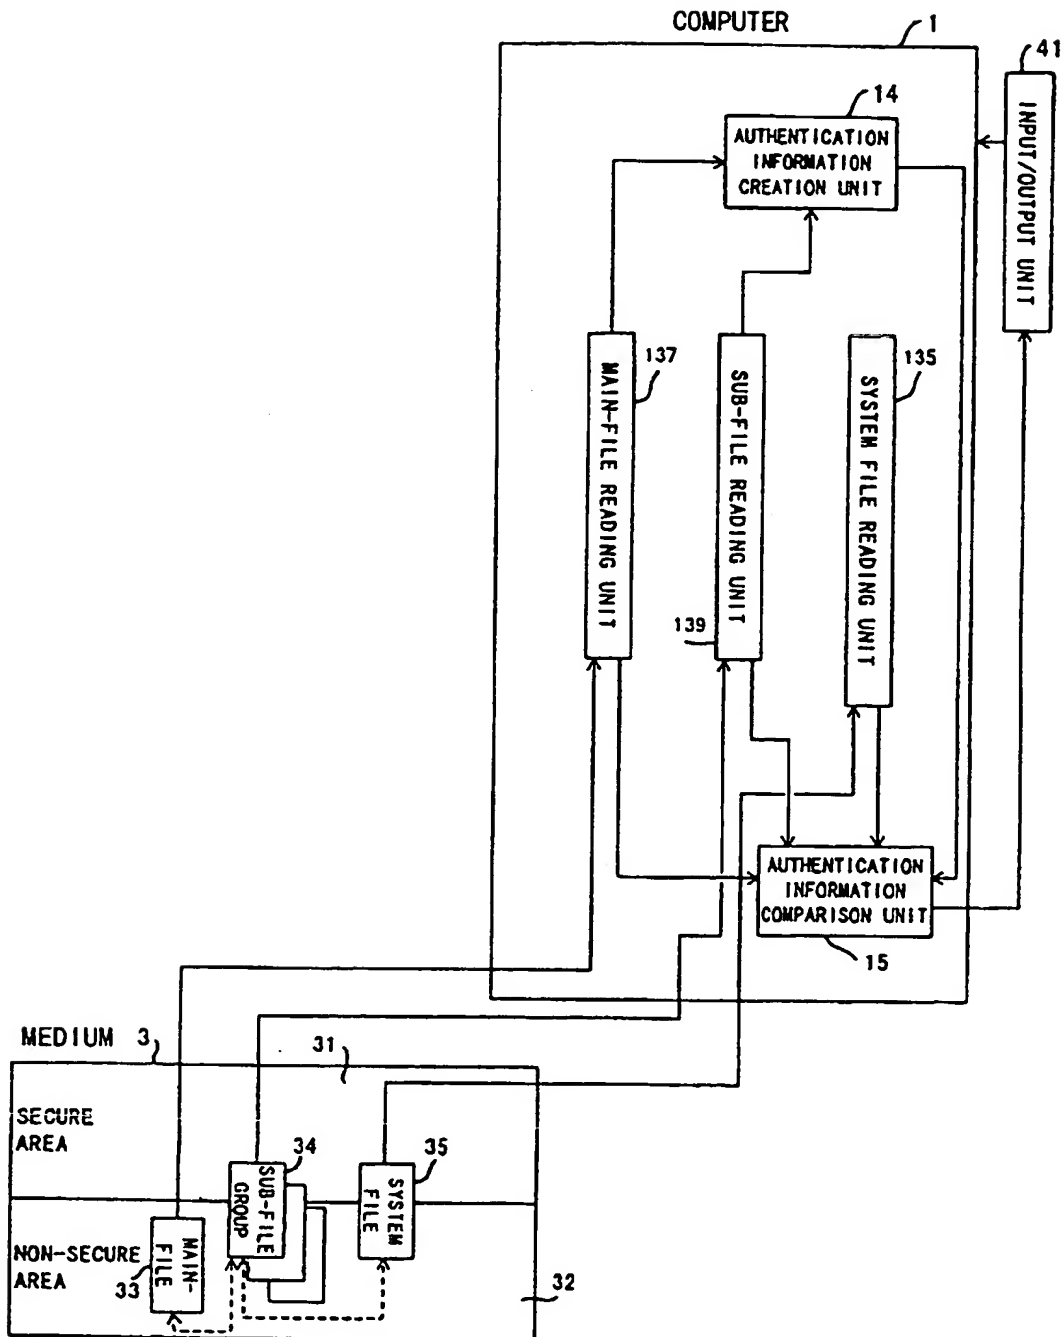 COMPUTER
1
41
INPUT/OUTPUT UNIT
14
AUTHENTICATION
INFORMATION
CREATION UNIT
137
MAIN-FILE READING UNIT
139
SUB-FILE READING UNIT
135
SYSTEM FILE READING UNIT
AUTHENTICATION
INFORMATION
COMPARISON UNIT
15
MEDIUM
3
31
SECURE
AREA
34
SUB-FILE
GROUP
35
SYSTEM
FILE
NON-SECURE
AREA
33
MAIN-
FILE
32